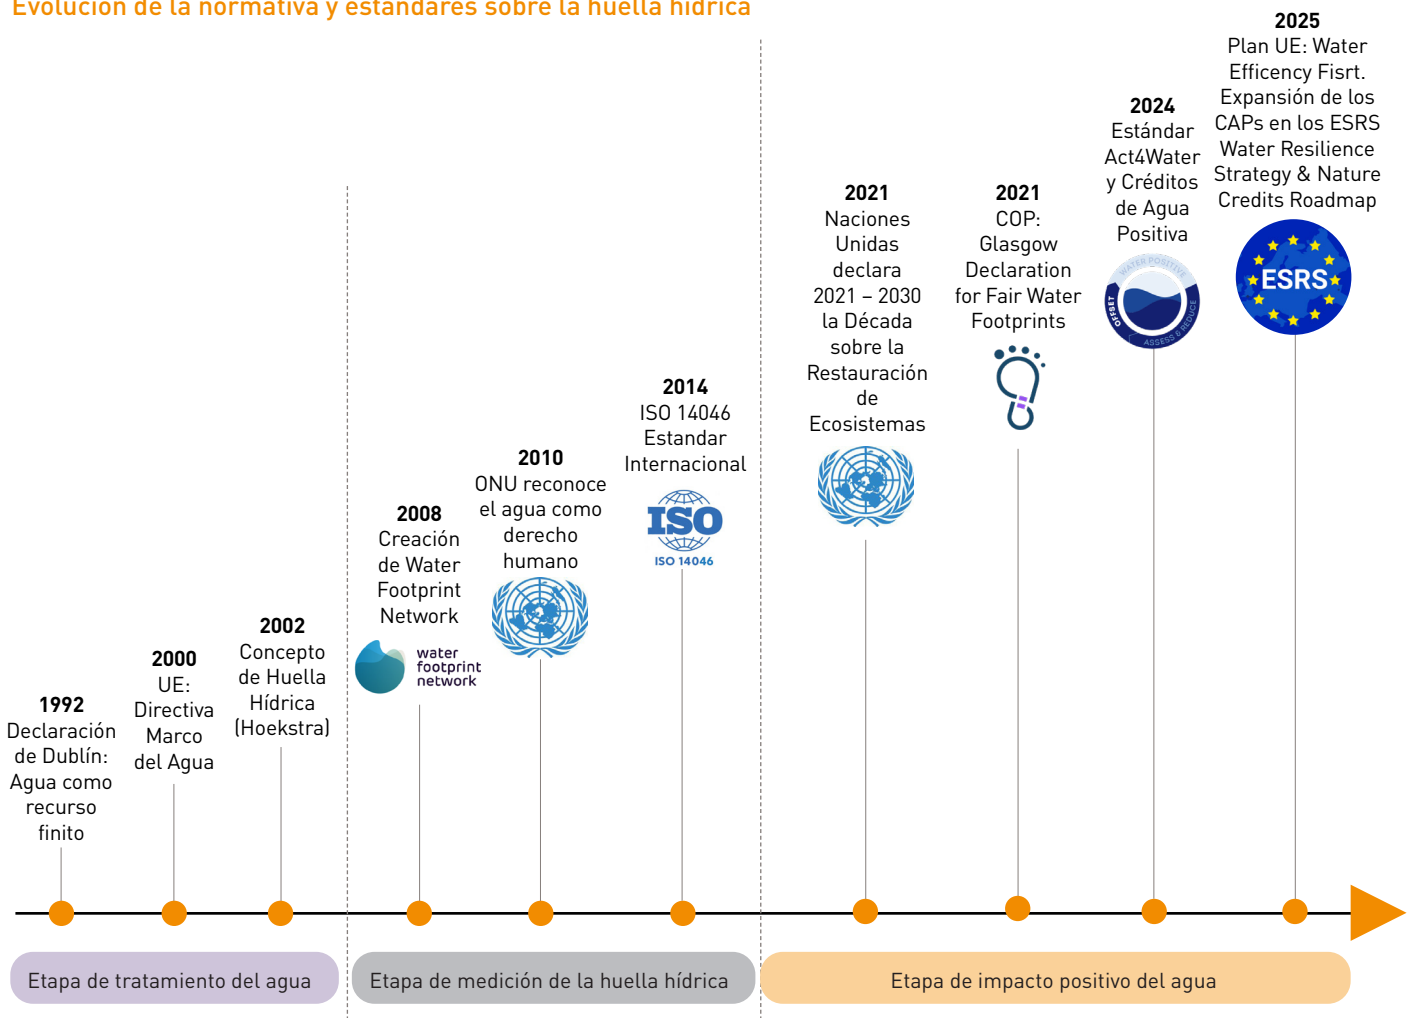 Evolución de la normativa y estándares sobre la huella hídrica
1992
Declaración
de Dublín:
Agua como
recurso
finito
2000
UE:
Directiva
Marco
del Agua
2002
Concepto
de Huella
Hídrica
(Hoekstra)
2008
Creación
de Water
Footprint
Network
water
footprint
network
2010
ONU reconoce
el agua como
derecho
humano
2014
ISO 14046
Estandar
Internacional
ISO
ISO 14046
2021
Naciones
Unidas
declara
2021 – 2030
la Década
sobre la
Restauración
de
Ecosistemas
2021
COP:
Glasgow
Declaration
for Fair Water
Footprints
2024
Estándar
Act4Water
y Créditos
de Agua
Positiva
WATER POSITIVE
OFFSET
ASSESS & REDUCE
2025
Plan UE: Water
Efficency Fisrt.
Expansión de los
CAPs en los ESRS
Water Resilience
Strategy & Nature
Credits Roadmap
ESRS
Etapa de tratamiento del agua
Etapa de medición de la huella hídrica
Etapa de impacto positivo del agua